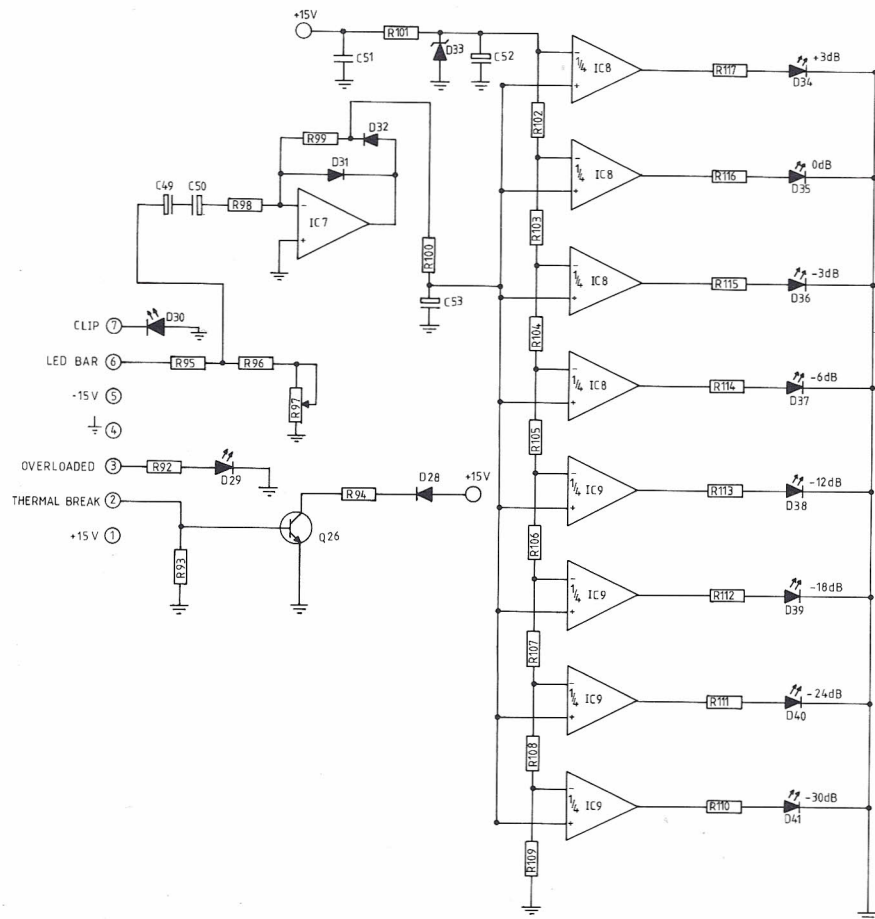 +15V
R101
C51
D33
C52
1/4 IC8
R117
+3dB
D34
R102
R99
D32
D31
1/4 IC8
R116
0dB
D35
C49
C50
R98
IC7
R103
R100
1/4 IC8
R115
-3dB
D36
C53
R104
CLIP 7
D30
LED BAR 6
R95
R96
R97
1/4 IC8
R114
-6dB
D37
-15V 5
4
R105
OVERLOADED 3
R92
D29
THERMAL BREAK 2
+15V 1
R93
Q26
R94
D28
+15V
1/4 IC9
R113
-12dB
D38
R106
1/4 IC9
R112
-18dB
D39
R107
1/4 IC9
R111
-24dB
D40
R108
1/4 IC9
R110
-30dB
D41
R109